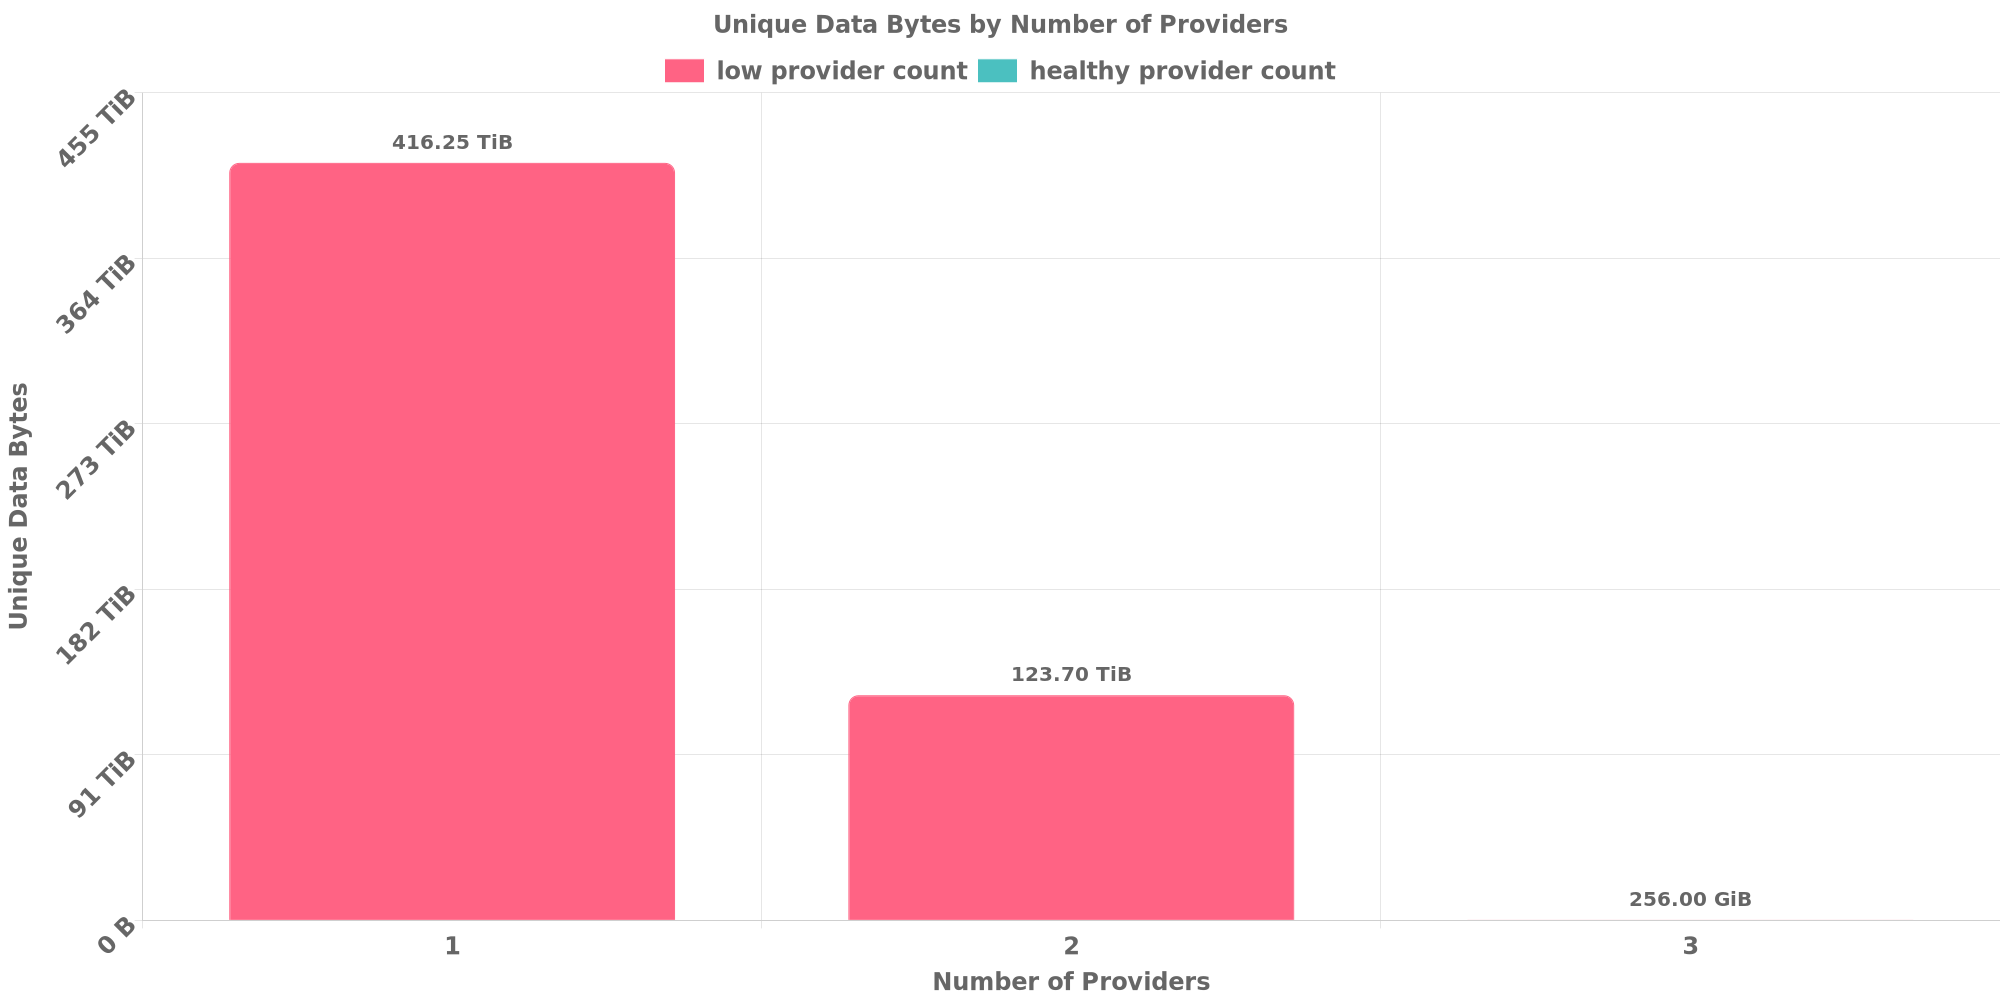 Unique Data Bytes by Number of Providers
low provider count healthy provider count
455 TiB
416.25 TiB
364 TiB
273 TiB
182 TiB
123.70 TiB
91 TiB
256.00 GiB
0 B
Unique Data Bytes
1 2 3
Number of Providers